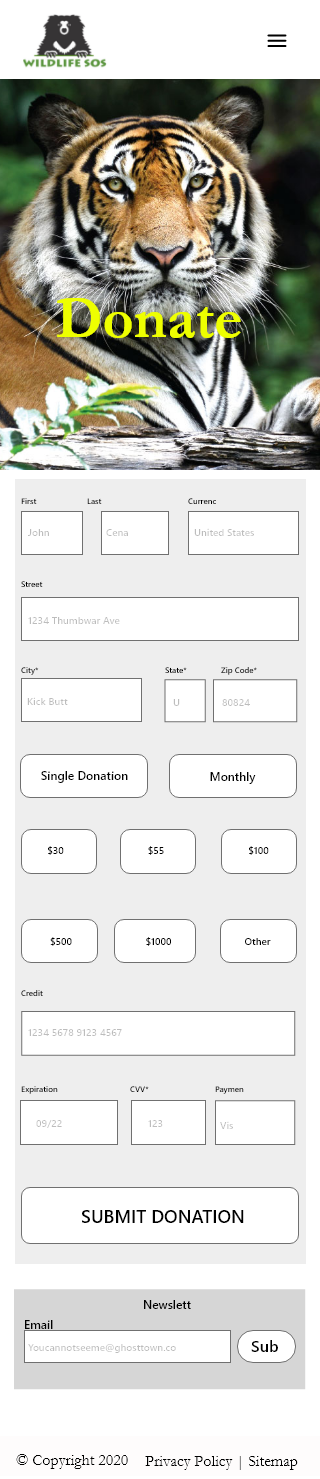 WILDLIFE SOS
Donate
First Last Currenc
John Cena United States
Street
1234 Thumbwar Ave
City* State* Zip Code*
Kick Butt U 80824
Single Donation Monthly
$30 $55 $100
$500 $1000 Other
Credit
1234 5678 9123 4567
Expiration CVV* Paymen
09/22 123 Vis
SUBMIT DONATION
Newslett
Email
Youcannotseeme@ghosttown.co Sub
© Copyright 2020 Privacy Policy | Sitemap